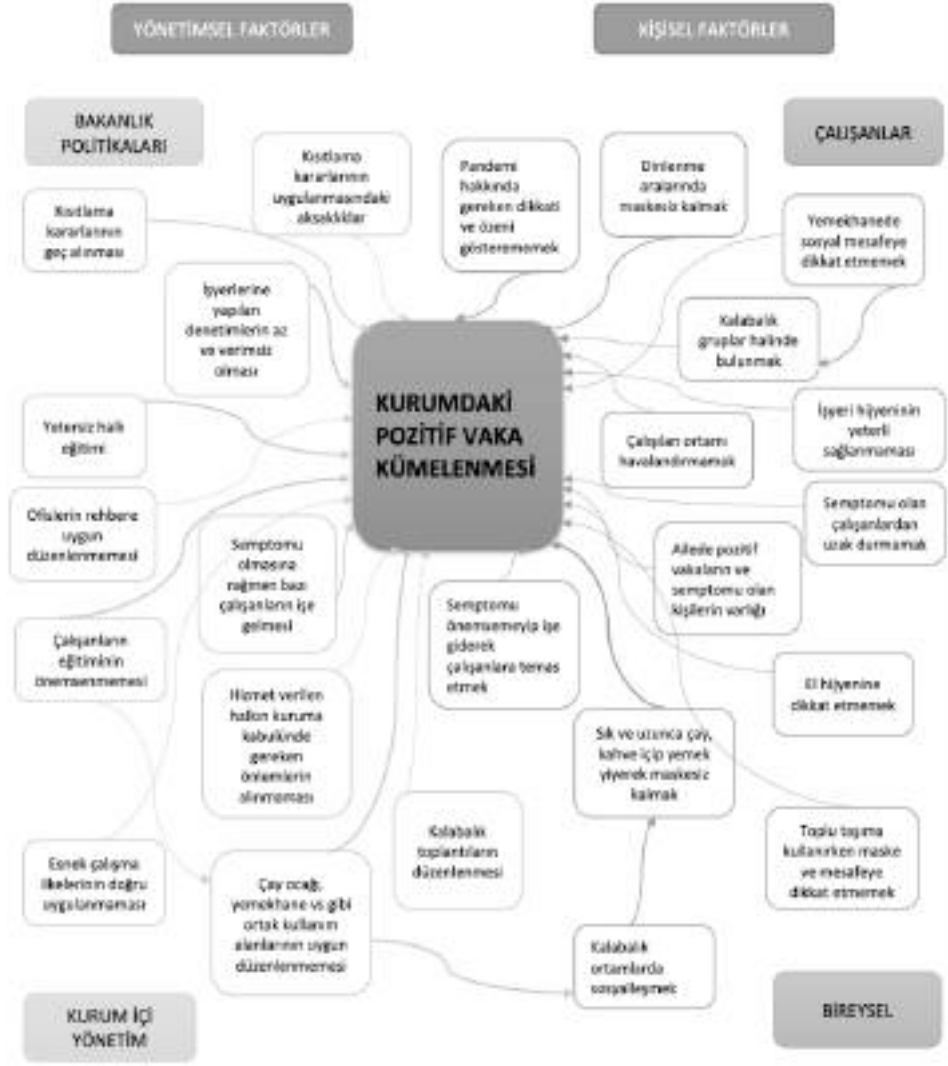 YÖNETİMSEL FAKTÖRLER
KİŞİSEL FAKTÖRLER
BAKANLIK
POLİTİKALARI
ÇALIŞANLAR
Kısıtlama
kararlarının
uygulanmasındaki
aksaklıklar
Pandemi
hakkında
gereken dikkati
ve özeni
gösterememek
Dinlenme
aralarında
maskesiz kalmak
Kısıtlama
kararlarının
geç alınması
Yemekhanede
sosyal mesafeye
dikkat etmemek
İşyerlerine
yapılan
denetimlerin az
ve verimsiz
olması
Kalabalık
gruplar halinde
bulunmak
KURUMDAKİ
POZİTİF VAKA
KÜMELENMESİ
Yetersiz halk
eğitimi
Çalışılan ortamı
havalandırmamak
İşyeri hijyeninin
yeterli
sağlanmaması
Ofislerin rehbere
uygun
düzenlenmemesi
Semptomu
olmasına
rağmen bazı
çalışanların işe
gelmesi
Semptomu olan
çalışanlardan
uzak durmamak
Ailede pozitif
vakaların ve
semptomu olan
kişilerin varlığı
Semptomu
önemsemeyip işe
giderek
çalışanlara temas
etmek
Çalışanların
eğitiminin
önemsenmemesi
El hijyenine
dikkat etmemek
Hizmet verilen
halkın kuruma
kabulünde
gereken
önlemlerin
alınmaması
Sık ve uzunca çay,
kahve içip yemek
yiyerek maskesiz
kalmak
Kalabalık
toplantıların
düzenlenmesi
Toplu taşıma
kullanırken maske
ve mesafeye
dikkat etmemek
Esnek çalışma
ilkelerinin doğru
uygulanmaması
Çay ocağı,
yemekhane vs gibi
ortak kullanım
alanlarının uygun
düzenlenmemesi
Kalabalık
ortamlarda
sosyalleşmek
KURUM İÇİ
YÖNETİM
BİREYSEL